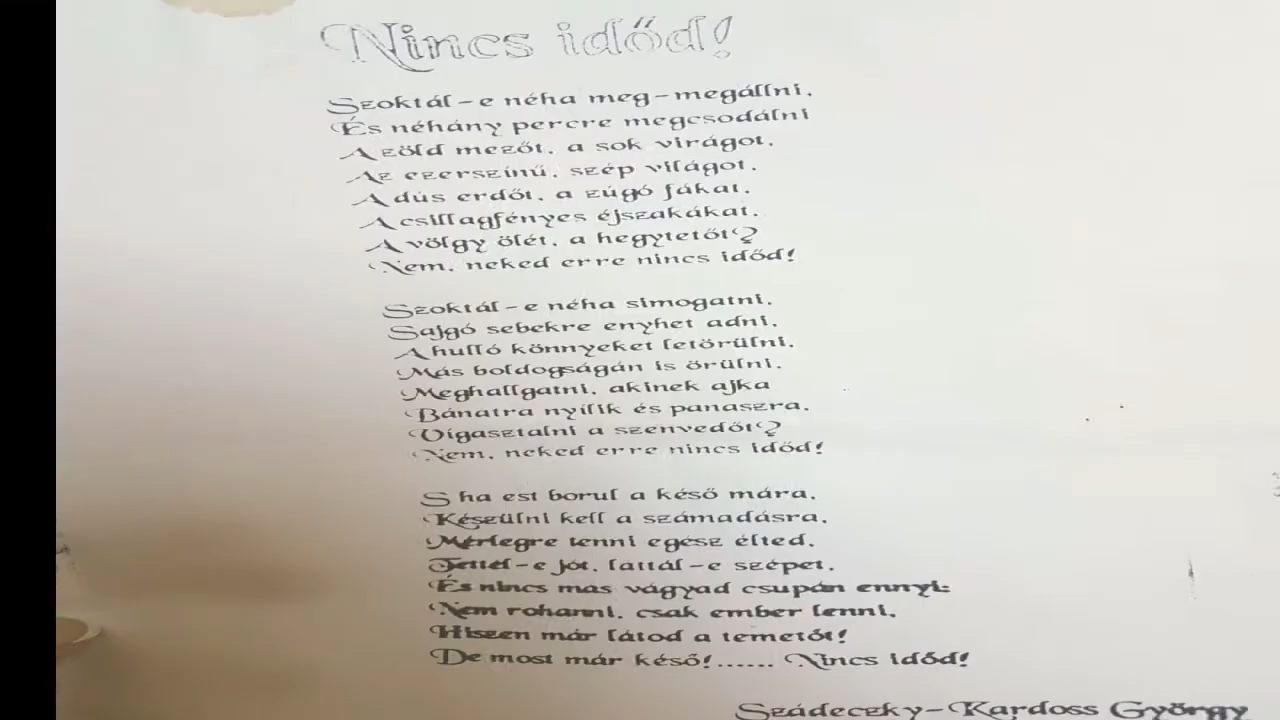 Nincs időd!
Szoktál-e néha meg-megállni,
És néhány percre megcsodálni
A zöld mezőt, a sok virágot,
Az ezerszínű, szép világot,
A dús erdőt, a zúgó fákat,
A csillagfényes éjszakákat,
A völgy ölét, a hegytetőt?
Nem, neked erre nincs időd!
Szoktál-e néha simogatni,
Sajgó sebekre enyhet adni,
A hulló könnyeket letörülni,
Más boldogságán is örülni,
Meghallgatni, akinek ajka
Bánatra nyílik és panaszra,
Vígasztalni a szenvedőt?
Nem, neked erre nincs időd!
S ha est borul a késő mára,
Készülni kell a számadásra,
Mérlegre tenni egész élted,
Tettél-e jót, láttál-e szépet,
És nincs más vágyad csupán ennyi:
Nem rohanni, csak ember lenni,
Hiszen már látod a temetőt!
De most már késő!...... Nincs időd!
Szádeczky-Kardoss György